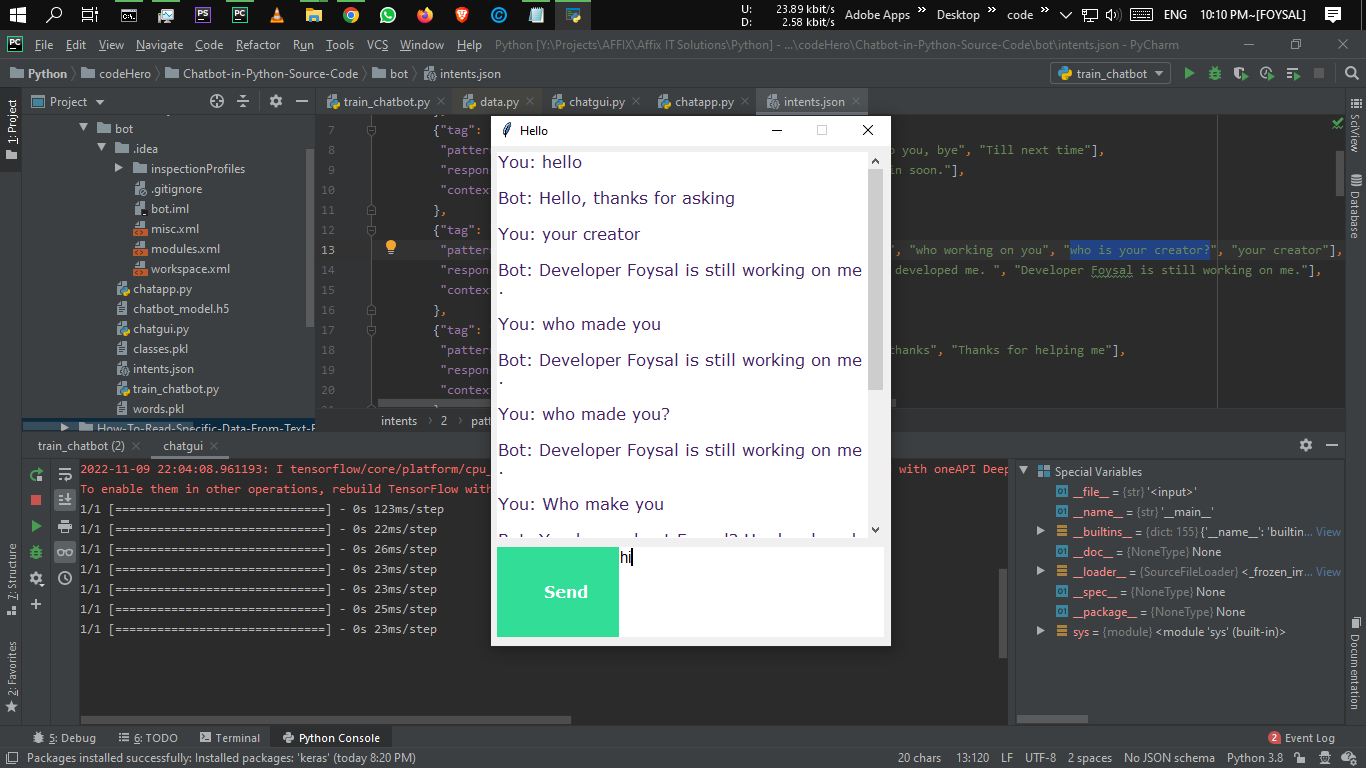 U: 23.89 kbit/s
D: 2.58 kbit/s
Adobe Apps » Desktop » code » ENG 10:10 PM~[FOYSAL]
File Edit View Navigate Code Refactor Run Tools VCS Window Help Python [Y:\Projects\AFFIX\Affix IT Solutions\Python] - ...\codeHero\Chatbot-in-Python-Source-Code\bot\intents.json - PyCharm
Python codeHero Chatbot-in-Python-Source-Code bot intents.json train_chatbot
1: Project
Project
train_chatbot.py data.py chatgui.py chatapp.py intents.json
bot
.idea
inspectionProfiles
.gitignore
bot.iml
misc.xml
modules.xml
workspace.xml
chatapp.py
chatbot_model.h5
chatgui.py
classes.pkl
intents.json
train_chatbot.py
words.pkl
How-To-Read-Specific-Data-From-Text-F
7 {"tag":
8 "patter o you, bye", "Till next time"],
9 "respon in soon."],
10 "context
11 },
12 {"tag":
13 "patter ", "who working on you", "who is your creator?", "your creator"],
14 "respon developed me. ", "Developer Foysal is still working on me."],
15 "context
16 },
17 {"tag":
18 "patter hanks", "Thanks for helping me"],
19 "respon
20 "context
intents 2 patt
Hello
You: hello
Bot: Hello, thanks for asking
You: your creator
Bot: Developer Foysal is still working on me
.
You: who made you
Bot: Developer Foysal is still working on me
.
You: who made you?
Bot: Developer Foysal is still working on me
.
You: Who make you
Send
hi
SciView
Database
Documentation
7: Structure
2: Favorites
train_chatbot (2) chatgui
2022-11-09 22:04:08.961193: I tensorflow/core/platform/cpu_ with oneAPI Deep
To enable them in other operations, rebuild TensorFlow with
1/1 [==============================] - 0s 123ms/step
1/1 [==============================] - 0s 22ms/step
1/1 [==============================] - 0s 26ms/step
1/1 [==============================] - 0s 23ms/step
1/1 [==============================] - 0s 23ms/step
1/1 [==============================] - 0s 25ms/step
1/1 [==============================] - 0s 23ms/step
Special Variables
__file__ = {str} '<input>'
__name__ = {str} '__main__'
__builtins__ = {dict: 155} {'__name__': 'builtin... View
__doc__ = {NoneType} None
__loader__ = {SourceFileLoader} <_frozen_im... View
__spec__ = {NoneType} None
__package__ = {NoneType} None
sys = {module} <module 'sys' (built-in)>
5: Debug 6: TODO Terminal Python Console 2 Event Log
Packages installed successfully: Installed packages: 'keras' (today 8:20 PM) 20 chars 13:120 LF UTF-8 2 spaces No JSON schema Python 3.8